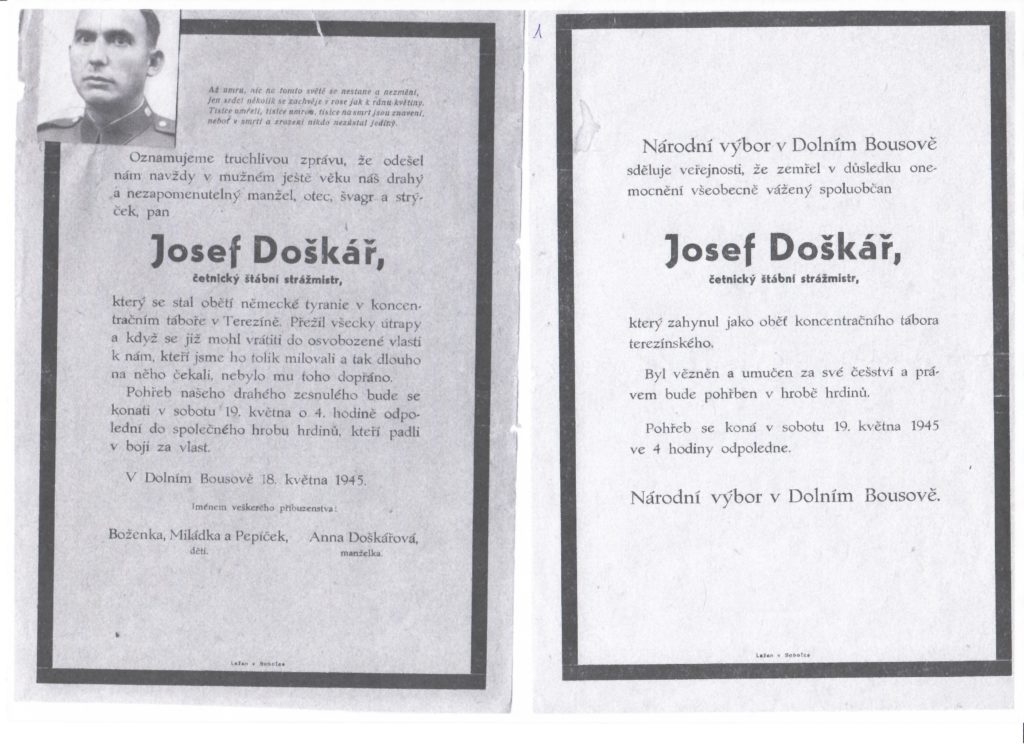 Až umru, nic na tomto světě se nestane a nezmění,
jen srdcí několik se zachvěje v rose jak k ránu květiny.
Tisíce umřeli, tisíce umrou, tisíce na smrt jsou znaveni,
neboť v smrti a zrození nikdo nezůstal jediný.
Oznamujeme truchlivou zprávu, že odešel
nám navždy v mužném ještě věku náš drahý
a nezapomenutelný manžel, otec, švagr a strý-
ček, pan
Josef Doškář,
četnický štábní strážmistr,
který se stal obětí německé tyranie v koncen-
tračním táboře v Terezíně. Přežil všecky útrapy
a když se již mohl vrátiti do osvobozené vlasti
k nám, kteří jsme ho tolik milovali a tak dlouho
na něho čekali, nebylo mu toho dopřáno.
Pohřeb našeho drahého zesnulého bude se
konati v sobotu 19. května o 4. hodině odpo-
lední do společného hrobu hrdinů, kteří padli
v boji za vlast.
V Dolním Bousově 18. května 1945.
Jménem veškerého příbuzenstva:
Boženka, Miládka a Pepíček,
děti.
Anna Doškářová,
manželka.
1
Národní výbor v Dolním Bousově
sděluje veřejnosti, že zemřel v důsledku one-
mocnění všeobecně vážený spoluobčan
Josef Doškář,
četnický štábní strážmistr,
který zahynul jako oběť koncentračního tábora
terezínského.
Byl vězněn a umučen za své češství a prá-
vem bude pohřben v hrobě hrdinů.
Pohřeb se koná v sobotu 19. května 1945
ve 4 hodiny odpoledne.
Národní výbor v Dolním Bousově.